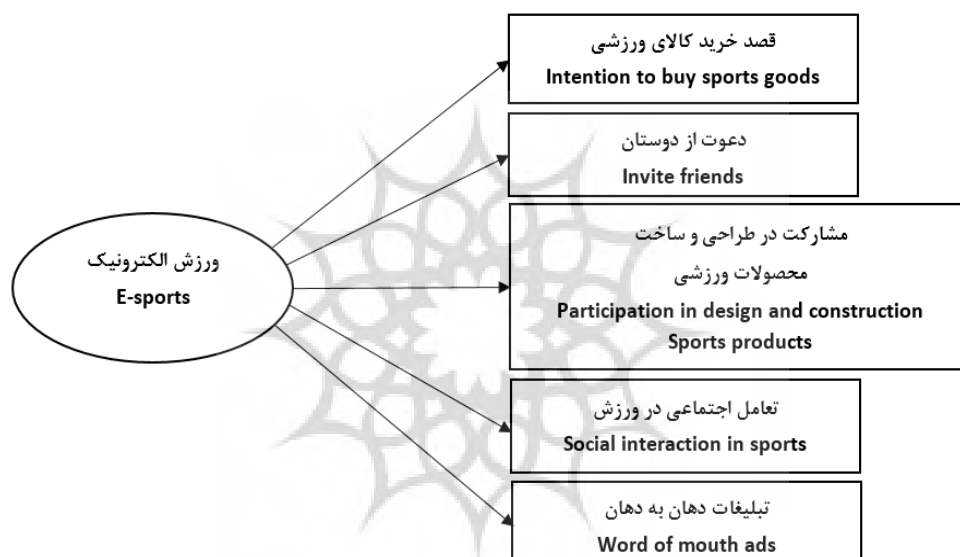 قصد خرید کالای ورزشی
Intention to buy sports goods
دعوت از دوستان
Invite friends
ورزش الکترونیک
E-sports
مشارکت در طراحی و ساخت
محصولات ورزشی
Participation in design and construction
Sports products
تعامل اجتماعی در ورزش
Social interaction in sports
تبلیغات دهان به دهان
Word of mouth ads